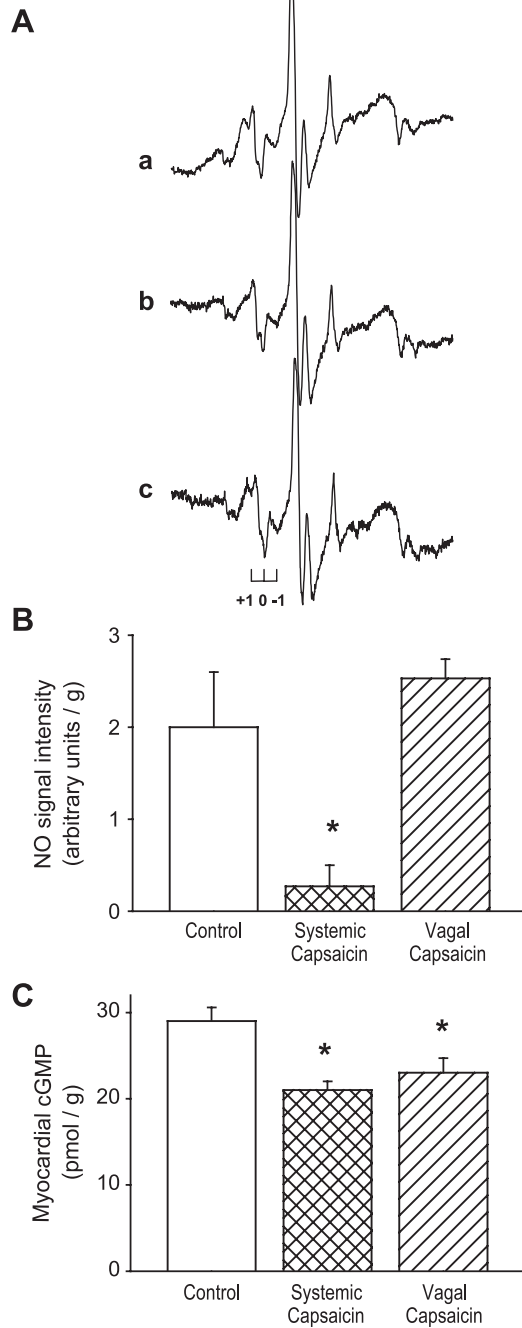 A
a
b
c
+1 0 -1
B
NO signal intensity
(arbitrary units / g)
3
2
1
0
*
Control
Systemic
Capsaicin
Vagal
Capsaicin
C
Myocardial cGMP
(pmol / g)
30
20
10
0
*
*
Control
Systemic
Capsaicin
Vagal
Capsaicin